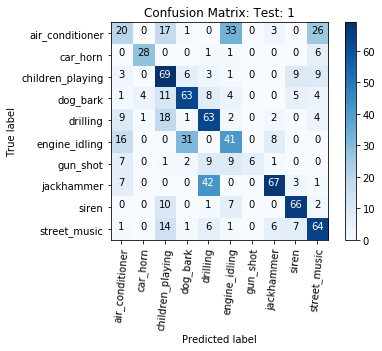 Confusion Matrix: Test: 1
air_conditioner 20 0 17 1 0 33 0 3 0 26
car_horn 0 28 0 0 1 1 0 0 0 6
children_playing 3 0 69 6 3 1 0 0 9 9
dog_bark 1 4 11 63 8 4 0 0 5 4
drilling 9 1 18 1 63 2 0 2 0 4
engine_idling 16 0 0 31 0 41 0 8 0 0
gun_shot 7 0 1 2 9 9 6 1 0 0
jackhammer 7 0 0 0 42 0 0 67 3 1
siren 0 0 10 0 1 7 0 0 66 2
street_music 1 0 14 1 6 1 0 6 7 64
True label
air_conditioner
car_horn
children_playing
dog_bark
drilling
engine_idling
gun_shot
jackhammer
siren
street_music
Predicted label
60
50
40
30
20
10
0